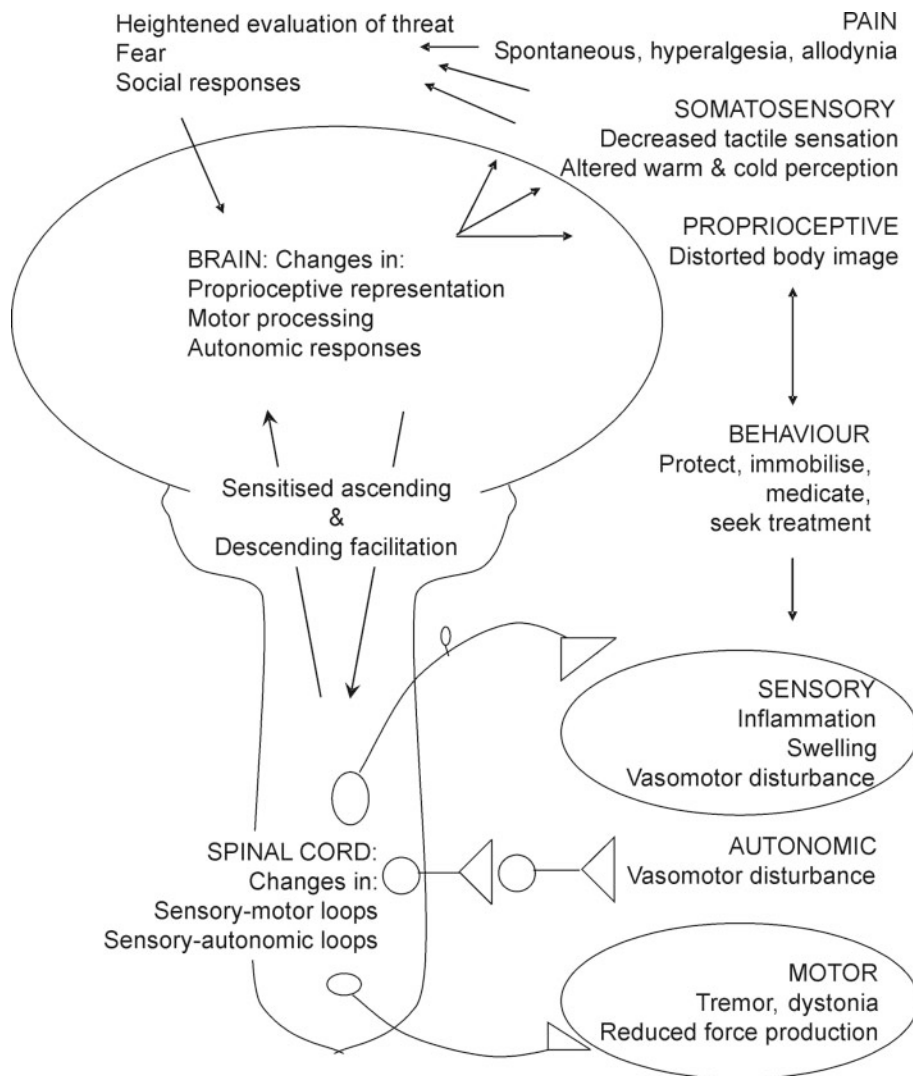 Heightened evaluation of threat
Fear
Social responses
PAIN
Spontaneous, hyperalgesia, allodynia
SOMATOSENSORY
Decreased tactile sensation
Altered warm & cold perception
PROPRIOCEPTIVE
Distorted body image
BRAIN: Changes in:
Proprioceptive representation
Motor processing
Autonomic responses
BEHAVIOUR
Protect, immobilise,
medicate,
seek treatment
Sensitised ascending
&
Descending facilitation
SENSORY
Inflammation
Swelling
Vasomotor disturbance
SPINAL CORD:
Changes in:
Sensory-motor loops
Sensory-autonomic loops
AUTONOMIC
Vasomotor disturbance
MOTOR
Tremor, dystonia
Reduced force production